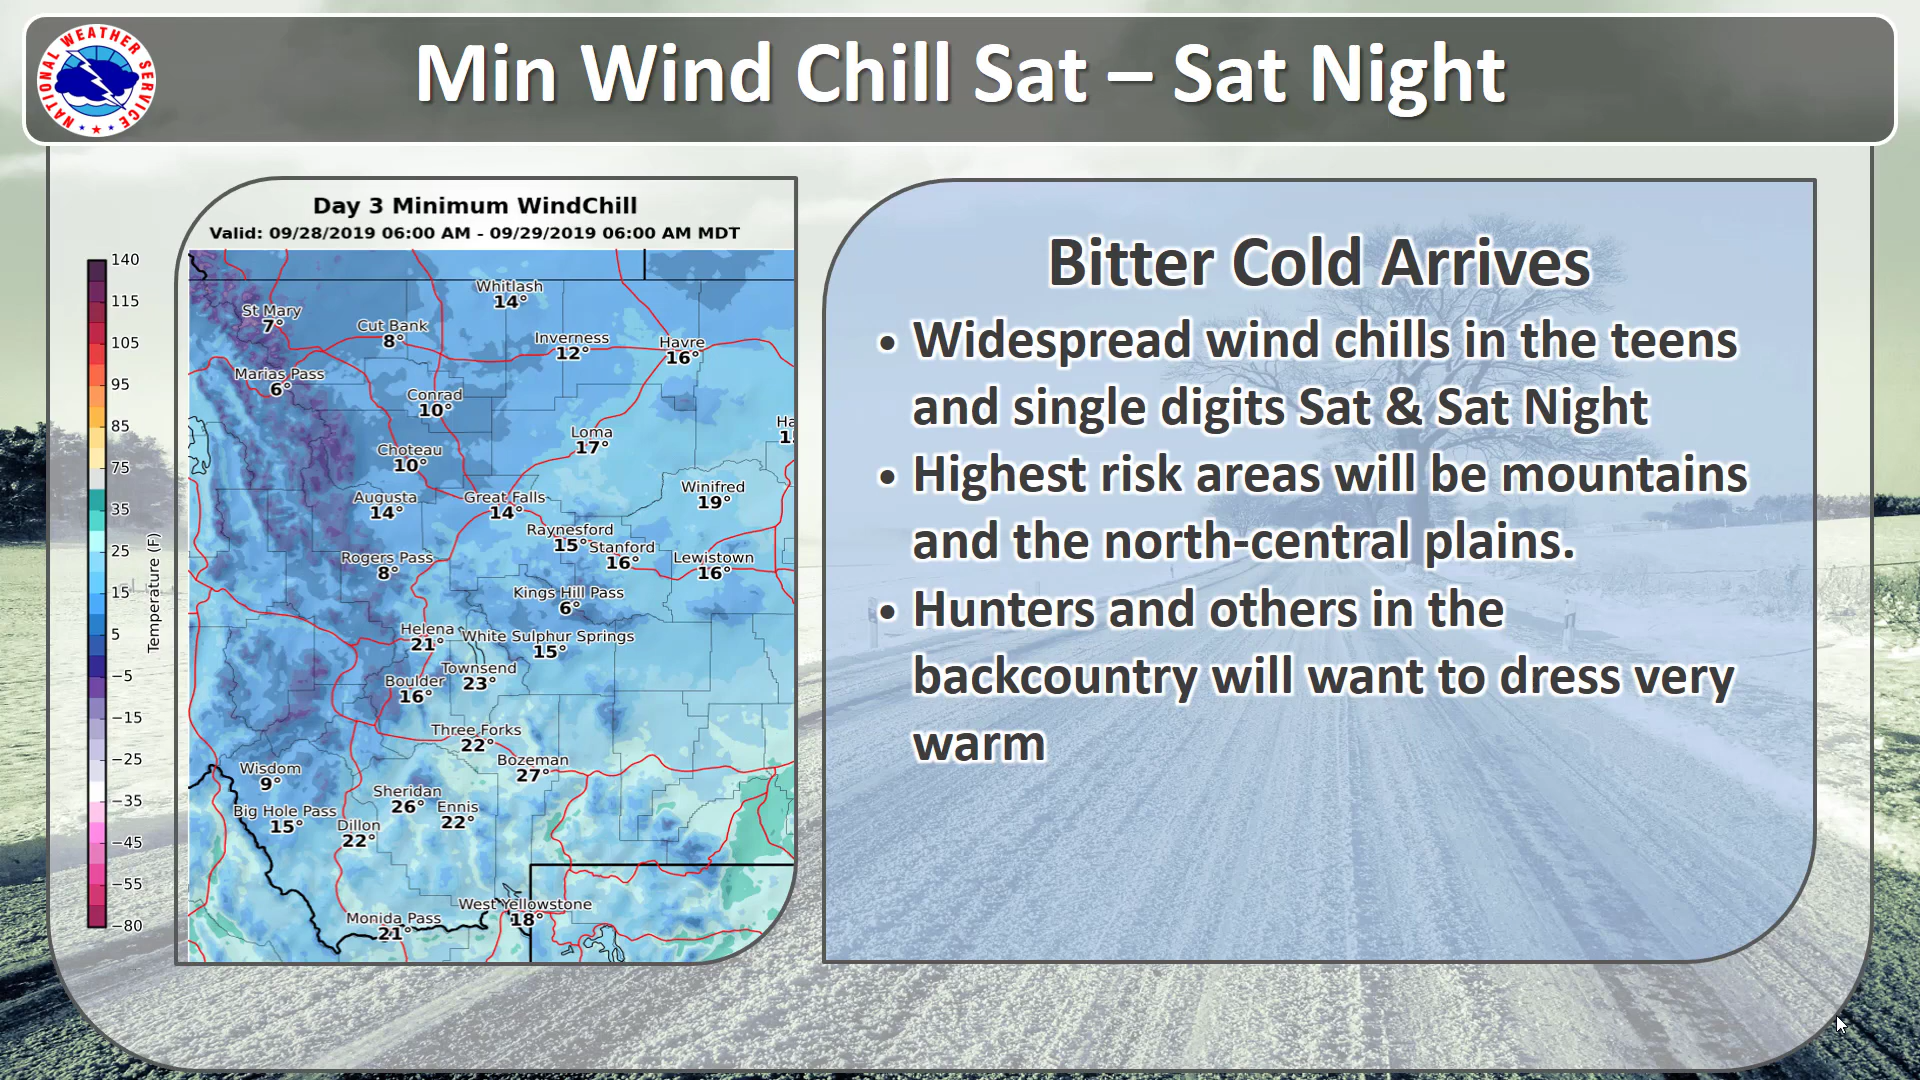 NATIONAL WEATHER SERVICE
Min Wind Chill Sat – Sat Night
Day 3 Minimum WindChill
Valid: 09/28/2019 06:00 AM - 09/29/2019 06:00 AM MDT
140
115
105
95
85
75
35
25
15
5
−5
−15
−25
−35
−45
−55
−80
Temperature (F)
Whitlash
14°
St Mary
7°
Cut Bank
8°
Inverness
12°
Havre
16°
Marias Pass
6°
Conrad
10°
Loma
17°
Choteau
10°
Winifred
19°
Augusta
14°
Great Falls
14°
Raynesford
15°
Stanford
16°
Rogers Pass
8°
Lewistown
16°
Kings Hill Pass
6°
Helena
21°
White Sulphur Springs
15°
Townsend
23°
Boulder
16°
Three Forks
22°
Bozeman
27°
Wisdom
9°
Sheridan
26°
Ennis
22°
Big Hole Pass
15°
Dillon
22°
West Yellowstone
18°
Monida Pass
21°
Bitter Cold Arrives
• Widespread wind chills in the teens
and single digits Sat & Sat Night
• Highest risk areas will be mountains
and the north-central plains.
• Hunters and others in the
backcountry will want to dress very
warm